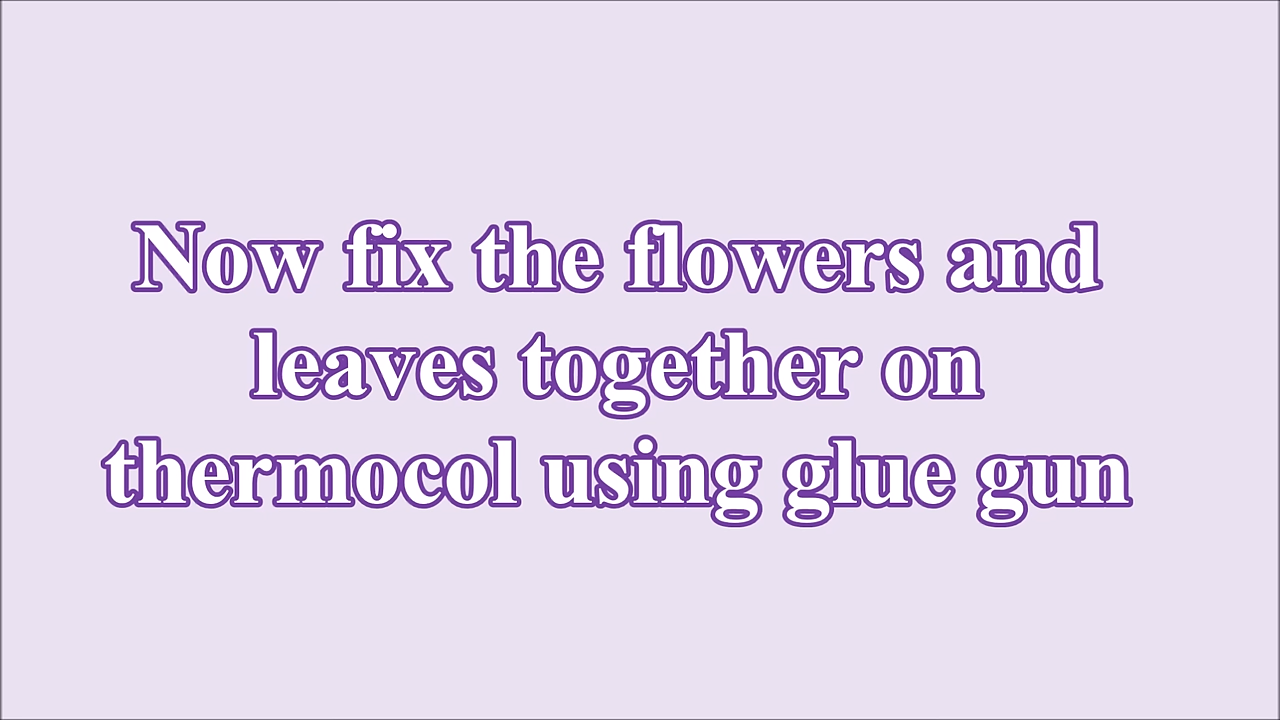 Now fix the flowers and
leaves together on
thermocol using glue gun